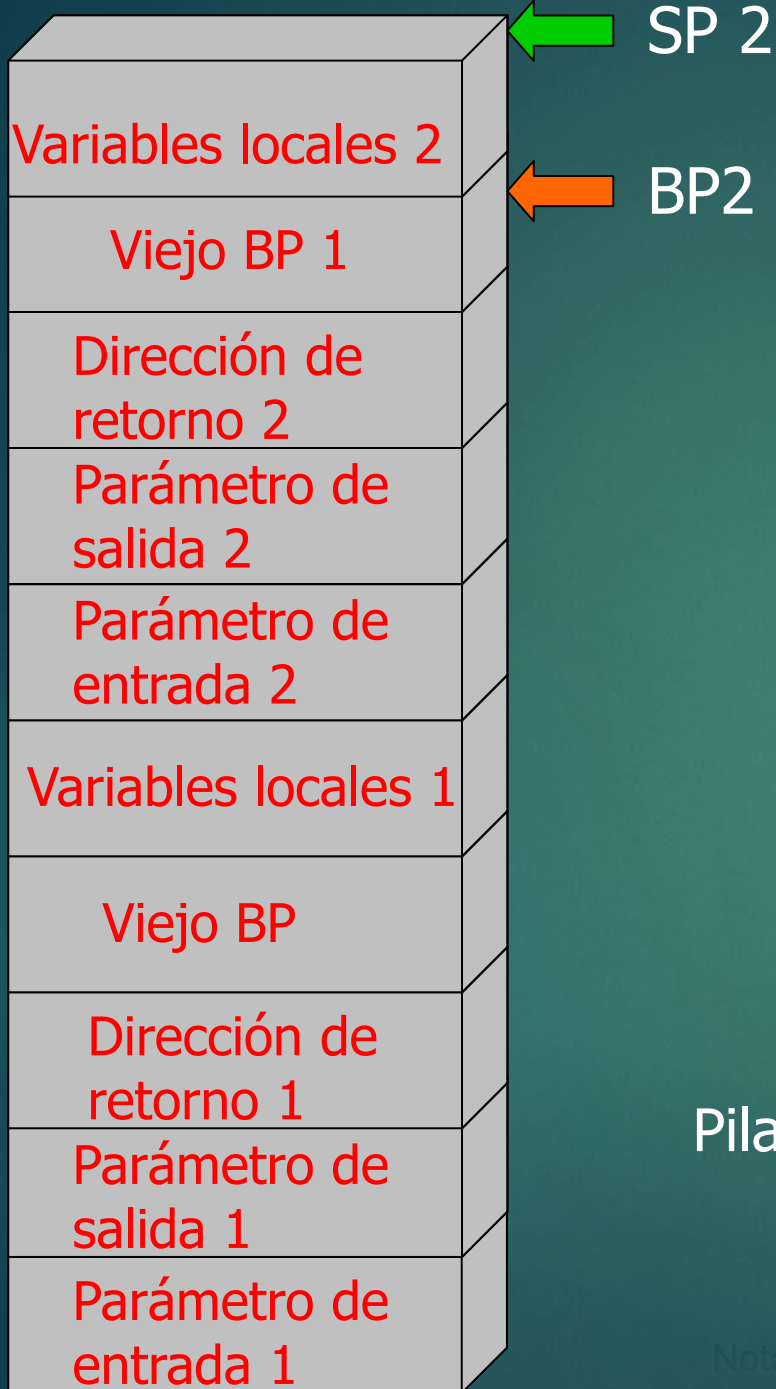 SP 2
Variables locales 2
BP2
Viejo BP 1
Dirección de
retorno 2
Parámetro de
salida 2
Parámetro de
entrada 2
Variables locales 1
Viejo BP
Dirección de
retorno 1
Pila
Parámetro de
salida 1
Parámetro de
entrada 1